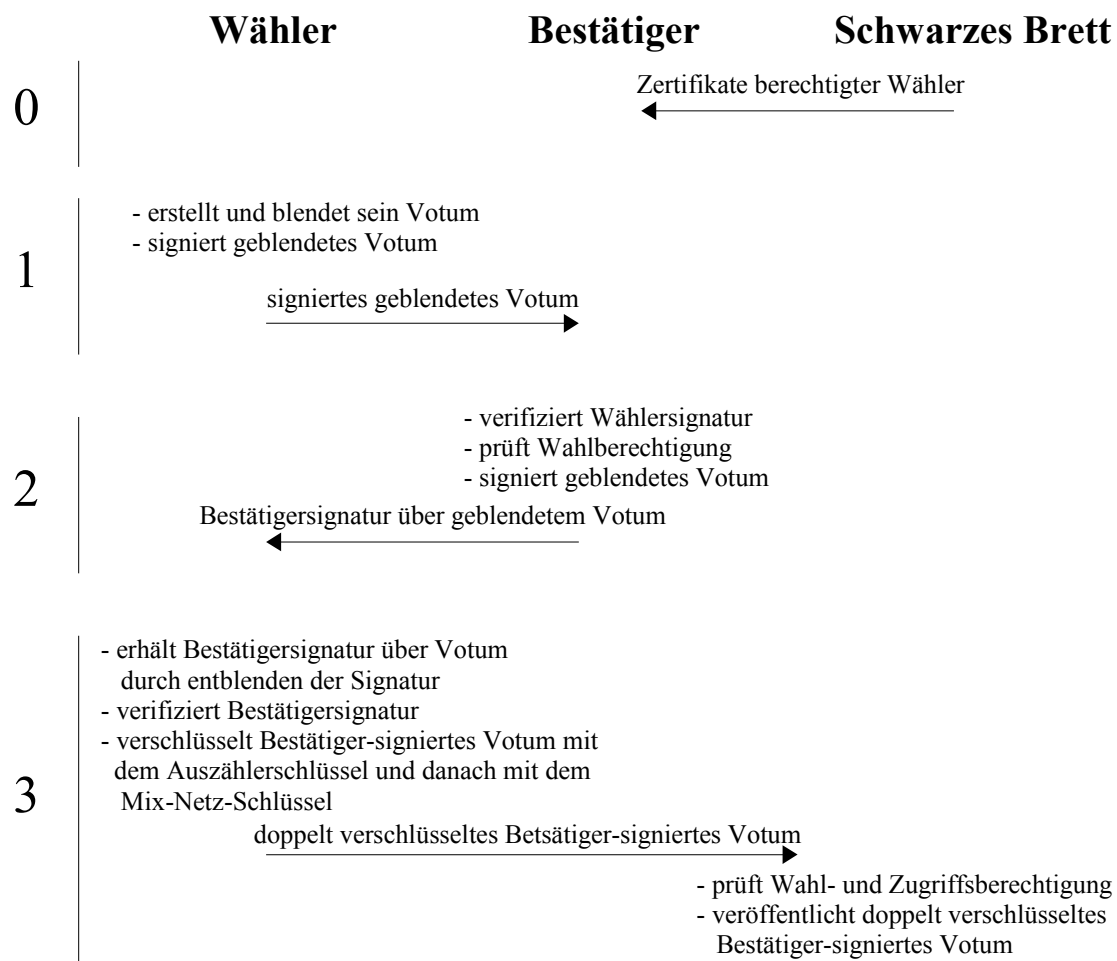 Wähler Bestätiger Schwarzes Brett
0
Zertifikate berechtigter Wähler
1
- erstellt und blendet sein Votum
- signiert geblendetes Votum
signiertes geblendetes Votum
2
- verifiziert Wählersignatur
- prüft Wahlberechtigung
- signiert geblendetes Votum
Bestätigersignatur über geblendetem Votum
3
- erhält Bestätigersignatur über Votum
durch entblenden der Signatur
- verifiziert Bestätigersignatur
- verschlüsselt Bestätiger-signiertes Votum mit
dem Auszählerschlüssel und danach mit dem
Mix-Netz-Schlüssel
doppelt verschlüsseltes Betsätiger-signiertes Votum
- prüft Wahl- und Zugriffsberechtigung
- veröffentlicht doppelt verschlüsseltes
Bestätiger-signiertes Votum